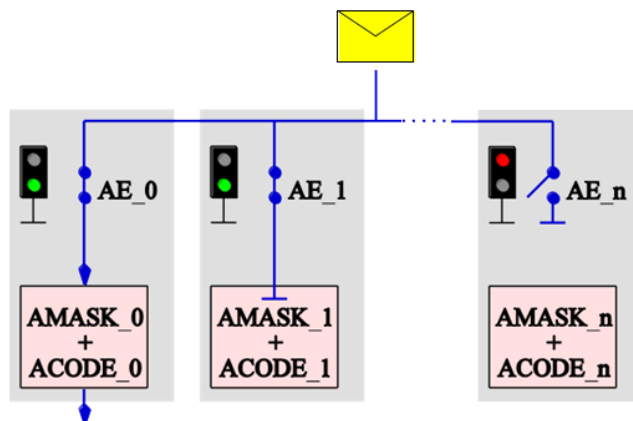 AE_0
AE_1
AE_n
AMASK_0
+
ACODE_0
AMASK_1
+
ACODE_1
AMASK_n
+
ACODE_n